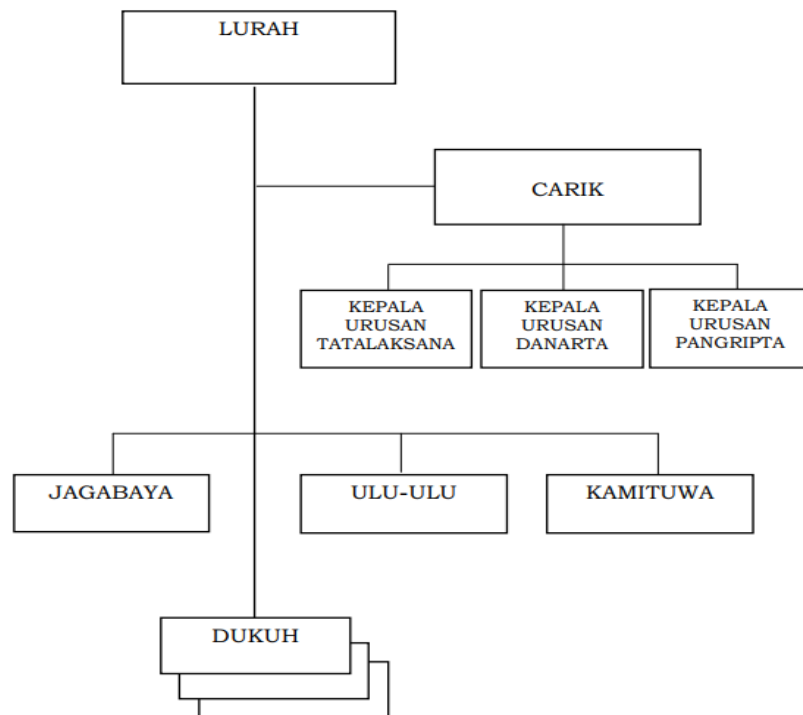 LURAH
CARIK
KEPALA
URUSAN
TATALAKSANA
KEPALA
URUSAN
DANARTA
KEPALA
URUSAN
PANGRIPTA
JAGABAYA
ULU-ULU
KAMITUWA
DUKUH